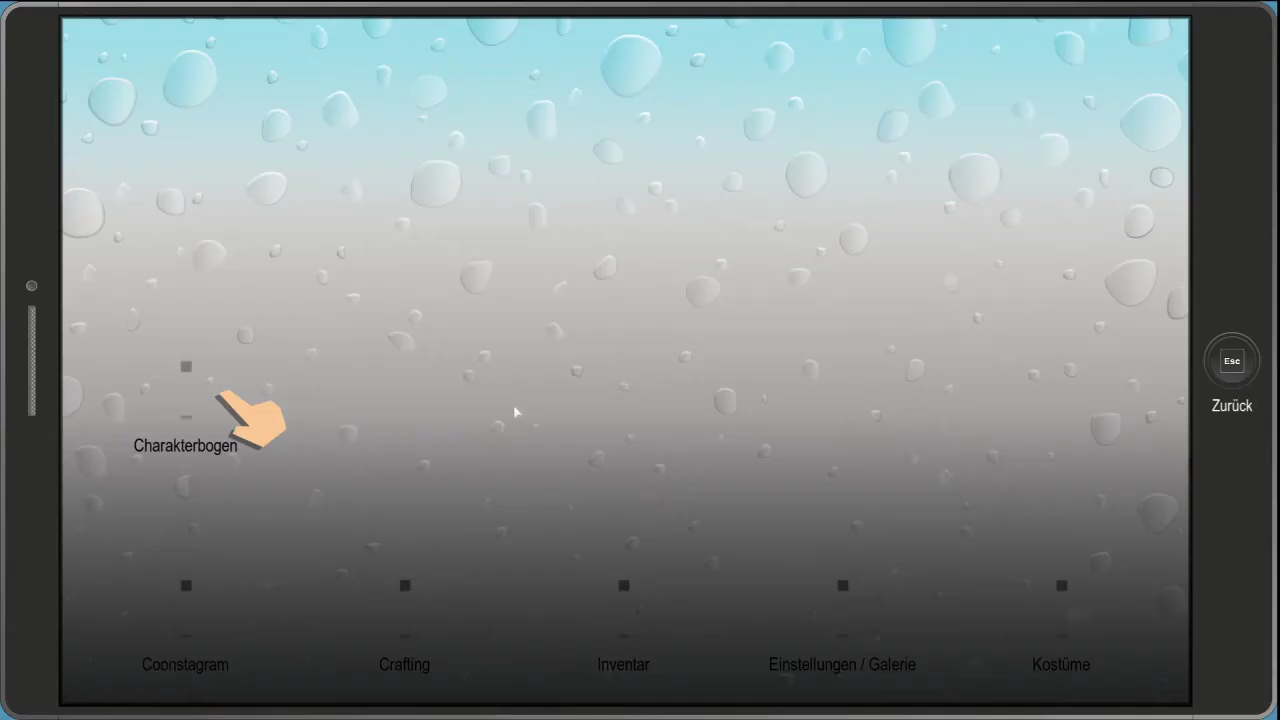 Esc
Zurück
Charakterbogen
Coonstagram
Crafting
Inventar
Einstellungen / Galerie
Kostüme